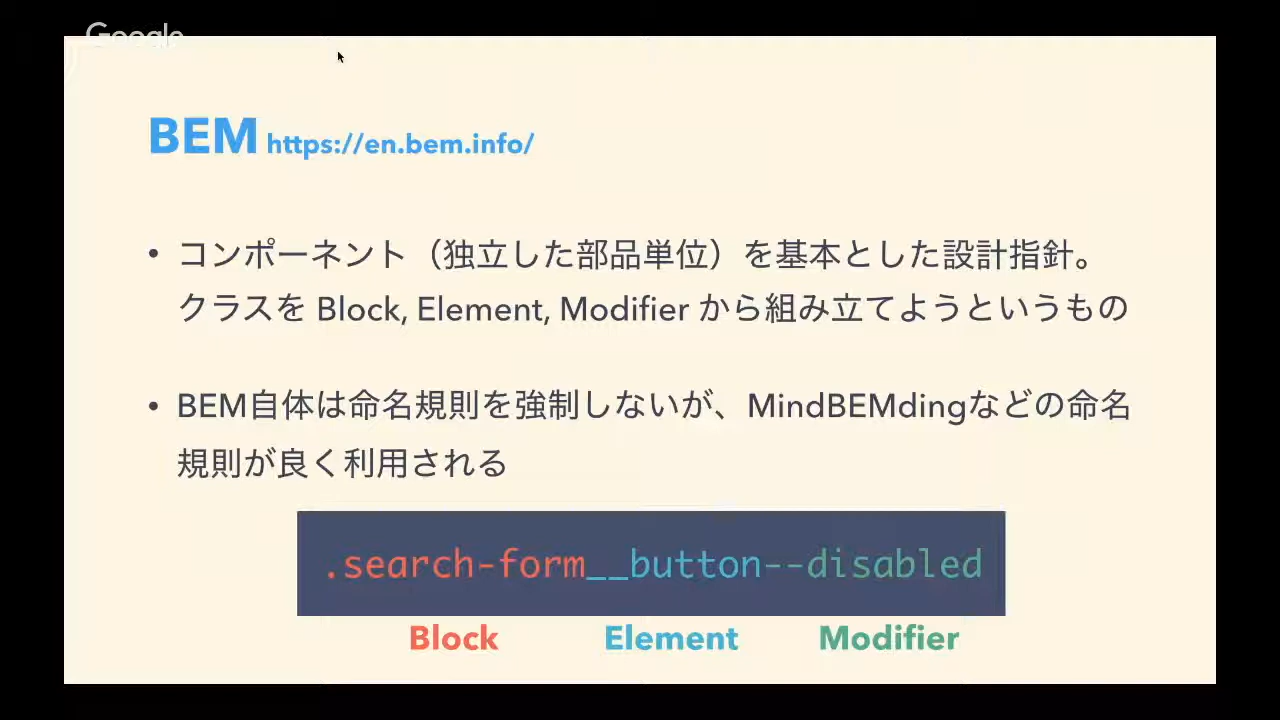 Google
BEM https://en.bem.info/
• コンポーネント（独立した部品単位）を基本とした設計指針。
クラスを Block, Element, Modifier から組み立てようというもの
• BEM自体は命名規則を強制しないが、MindBEMdingなどの命名
規則が良く利用される
.search-form__button--disabled
Block Element Modifier